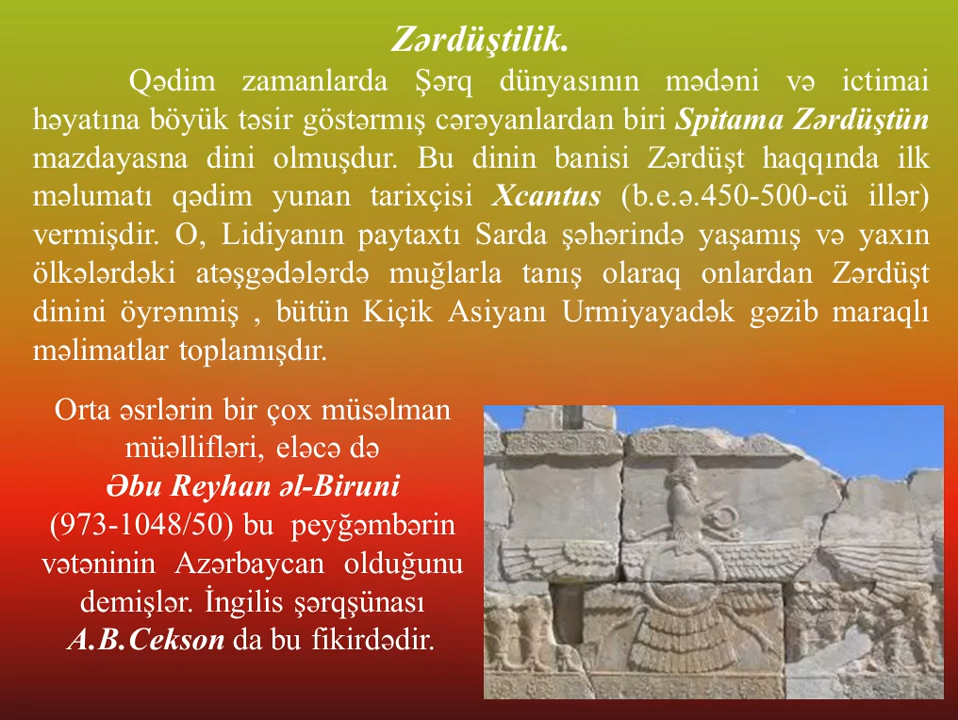 Zərdüştilik.
Qədim zamanlarda Şərq dünyasının mədəni və ictimai
həyatına böyük təsir göstərmış cərəyanlardan biri Spitama Zərdüştün
mazdayasna dini olmuşdur. Bu dinin banisi Zərdüşt haqqında ilk
məlumatı qədim yunan tarixçisi Xcantus (b.e.ə.450-500-cü illər)
vermişdir. O, Lidiyanın paytaxtı Sarda şəhərində yaşamış və yaxın
ölkələrdəki atəşgədələrdə muğlarla tanış olaraq onlardan Zərdüşt
dinini öyrənmiş , bütün Kiçik Asiyanı Urmiyayadək gəzib maraqlı
məlimatlar toplamışdır.
Orta əsrlərin bir çox müsəlman
müəllifləri, eləcə də
Əbu Reyhan əl-Biruni
(973-1048/50) bu peyğəmbərin
vətəninin Azərbaycan olduğunu
demişlər. İngilis şərqşünası
A.B.Cekson da bu fikirdədir.